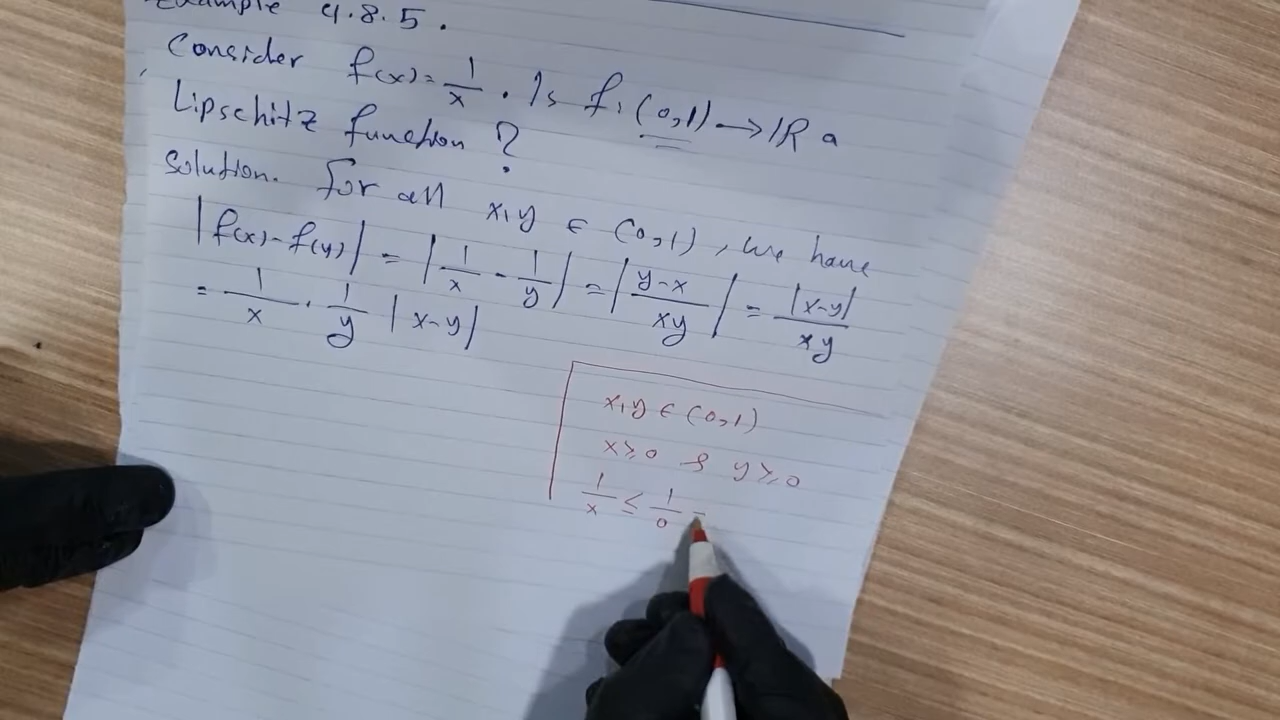 Example 4.8.5.
Consider f(x) = 1/x . Is f: (0,1) → IR a
Lipschitz function ?
Solution. For all x,y ∈ (0,1), we have
|f(x) - f(y)| = |1/x - 1/y| = |y-x/xy| = |x-y|/xy
= 1/x . 1/y |x-y|
x,y ∈ (0,1)
x ≥ 0 & y ≥ 0
1/x ≤ 1/0 -